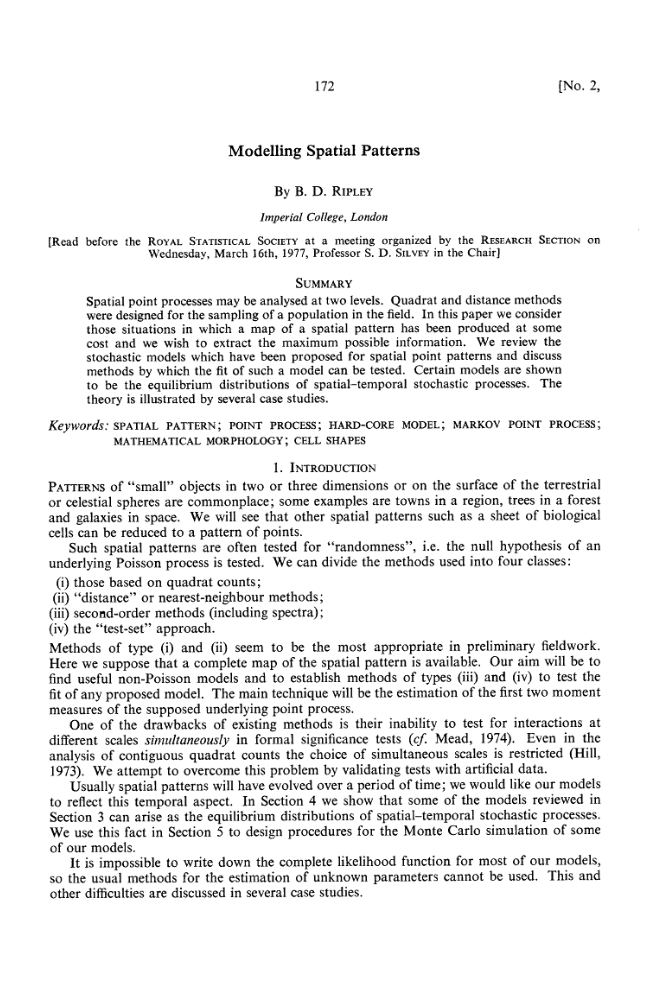 172 [No. 2,
Modelling Spatial Patterns
By B. D. RIPLEY
Imperial College, London
[Read before the ROYAL STATISTICAL SOCIETY at a meeting organized by the RESEARCH SECTION on
Wednesday, March 16th, 1977, Professor S. D. SILVEY in the Chair]
SUMMARY
Spatial point processes may be analysed at two levels. Quadrat and distance methods
were designed for the sampling of a population in the field. In this paper we consider
those situations in which a map of a spatial pattern has been produced at some
cost and we wish to extract the maximum possible information. We review the
stochastic models which have been proposed for spatial point patterns and discuss
methods by which the fit of such a model can be tested. Certain models are shown
to be the equilibrium distributions of spatial-temporal stochastic processes. The
theory is illustrated by several case studies.
Keywords: SPATIAL PATTERN; POINT PROCESS; HARD-CORE MODEL; MARKOV POINT PROCESS;
MATHEMATICAL MORPHOLOGY; CELL SHAPES
1. INTRODUCTION
PATTERNS of "small" objects in two or three dimensions or on the surface of the terrestrial
or celestial spheres are commonplace; some examples are towns in a region, trees in a forest
and galaxies in space. We will see that other spatial patterns such as a sheet of biological
cells can be reduced to a pattern of points.
Such spatial patterns are often tested for "randomness", i.e. the null hypothesis of an
underlying Poisson process is tested. We can divide the methods used into four classes:
(i) those based on quadrat counts;
(ii) "distance" or nearest-neighbour methods;
(iii) second-order methods (including spectra);
(iv) the "test-set" approach.
Methods of type (i) and (ii) seem to be the most appropriate in preliminary fieldwork.
Here we suppose that a complete map of the spatial pattern is available. Our aim will be to
find useful non-Poisson models and to establish methods of types (iii) and (iv) to test the
fit of any proposed model. The main technique will be the estimation of the first two moment
measures of the supposed underlying point process.
One of the drawbacks of existing methods is their inability to test for interactions at
different scales simultaneously in formal significance tests (cf. Mead, 1974). Even in the
analysis of contiguous quadrat counts the choice of simultaneous scales is restricted (Hill,
1973). We attempt to overcome this problem by validating tests with artificial data.
Usually spatial patterns will have evolved over a period of time; we would like our models
to reflect this temporal aspect. In Section 4 we show that some of the models reviewed in
Section 3 can arise as the equilibrium distributions of spatial–temporal stochastic processes.
We use this fact in Section 5 to design procedures for the Monte Carlo simulation of some
of our models.
It is impossible to write down the complete likelihood function for most of our models,
so the usual methods for the estimation of unknown parameters cannot be used. This and
other difficulties are discussed in several case studies.